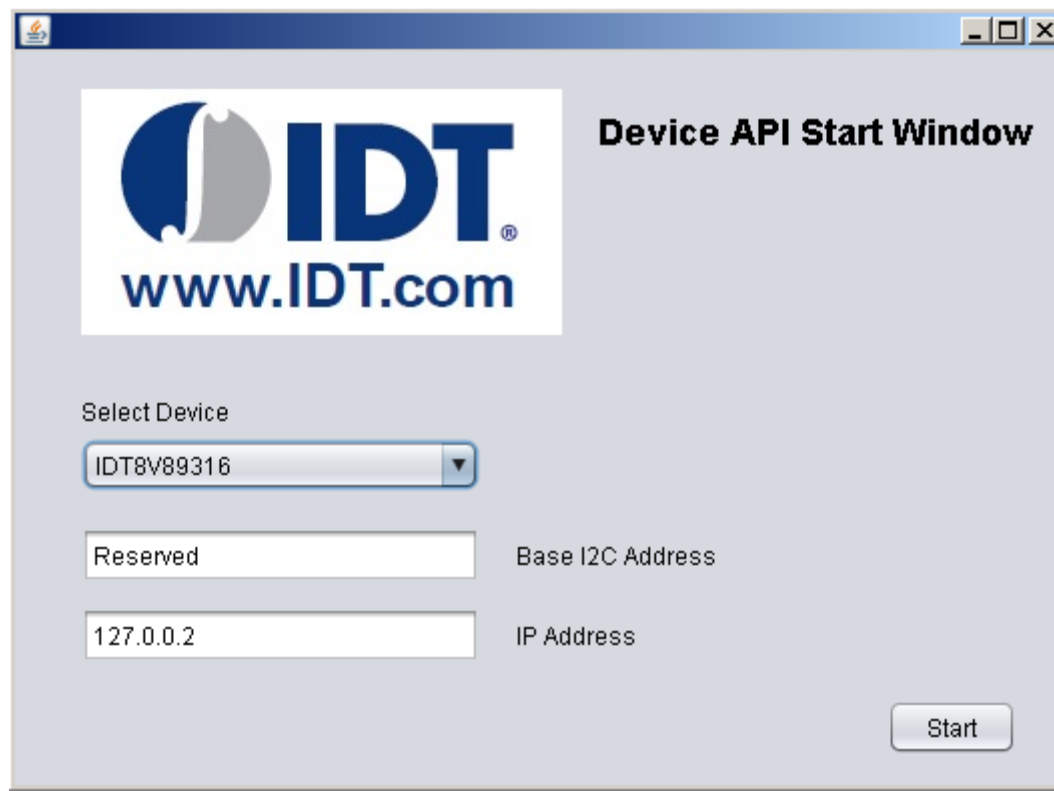 IDT®
www.IDT.com
Device API Start Window
Select Device
IDT8V89316
Reserved
Base I2C Address
127.0.0.2
IP Address
Start